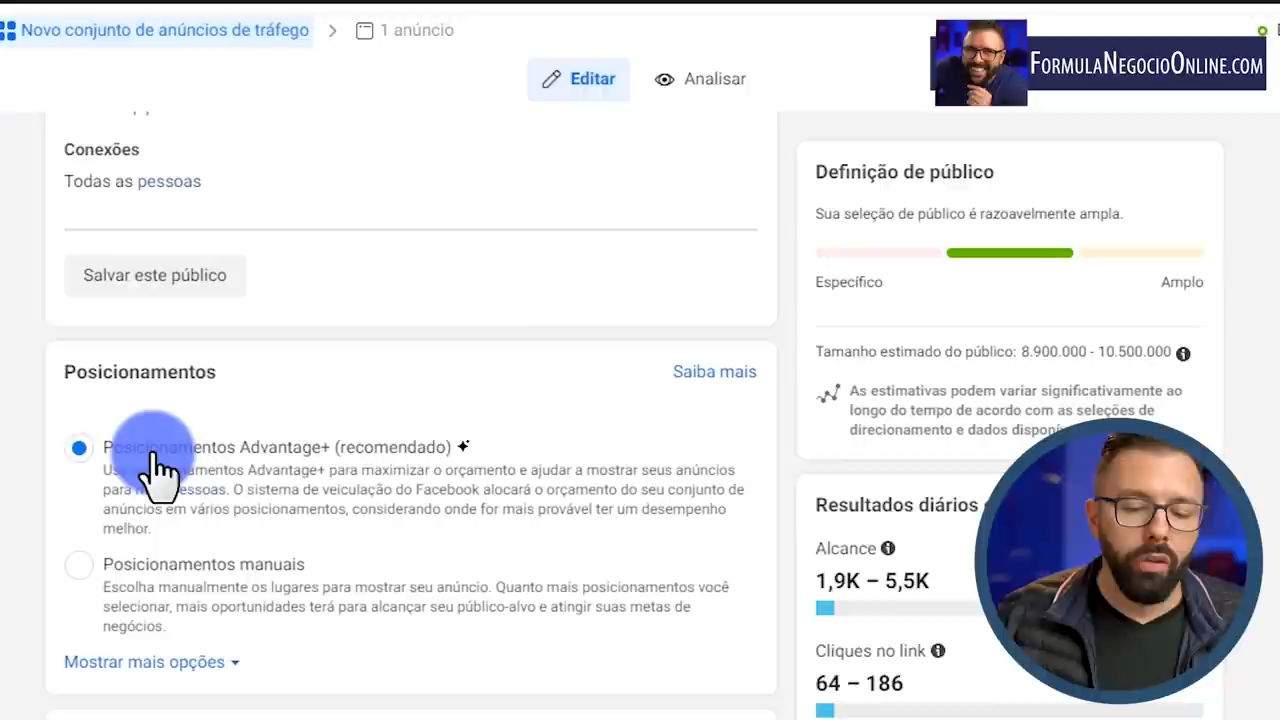 Novo conjunto de anúncios de tráfego
1 anúncio
FormulaNegocioOnline.com
Editar
Analisar
Conexões
Todas as pessoas
Salvar este público
Posicionamentos
Saiba mais
Posicionamentos Advantage+ (recomendado)
posicionamentos Advantage+ para maximizar o orçamento e ajudar a mostrar seus anúncios
para pessoas. O sistema de veiculação do Facebook alocará o orçamento do seu conjunto de
anúncios em vários posicionamentos, considerando onde for mais provável ter um desempenho
melhor.
Posicionamentos manuais
Escolha manualmente os lugares para mostrar seu anúncio. Quanto mais posicionamentos você
selecionar, mais oportunidades terá para alcançar seu público-alvo e atingir suas metas de
negócios.
Mostrar mais opções
Definição de público
Sua seleção de público é razoavelmente ampla.
Específico
Amplo
Tamanho estimado do público: 8.900.000 - 10.500.000
As estimativas podem variar significativamente ao
longo do tempo de acordo com as seleções de
direcionamento e dados
Resultados diários
Alcance
1,9K – 5,5K
Cliques no link
64 – 186